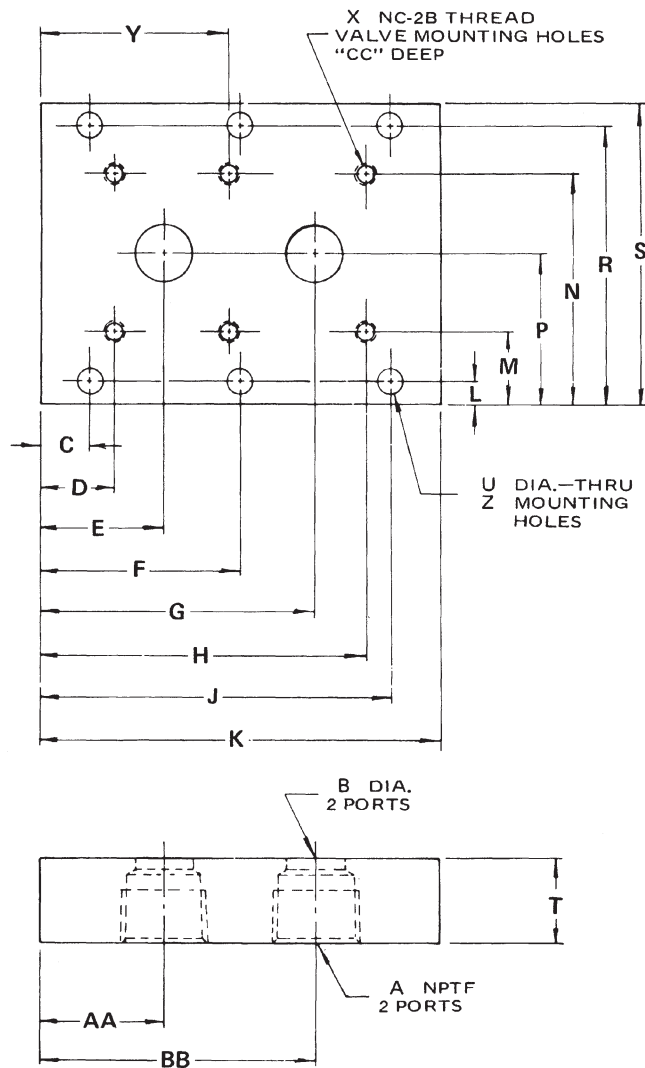 X NC-2B THREAD
VALVE MOUNTING HOLES
“CC” DEEP
Y
S
R
N
P
M
L
C
D
U DIA.—THRU
Z MOUNTING
HOLES
E
F
G
H
J
K
B DIA.
2 PORTS
T
A NPTF
2 PORTS
AA
BB